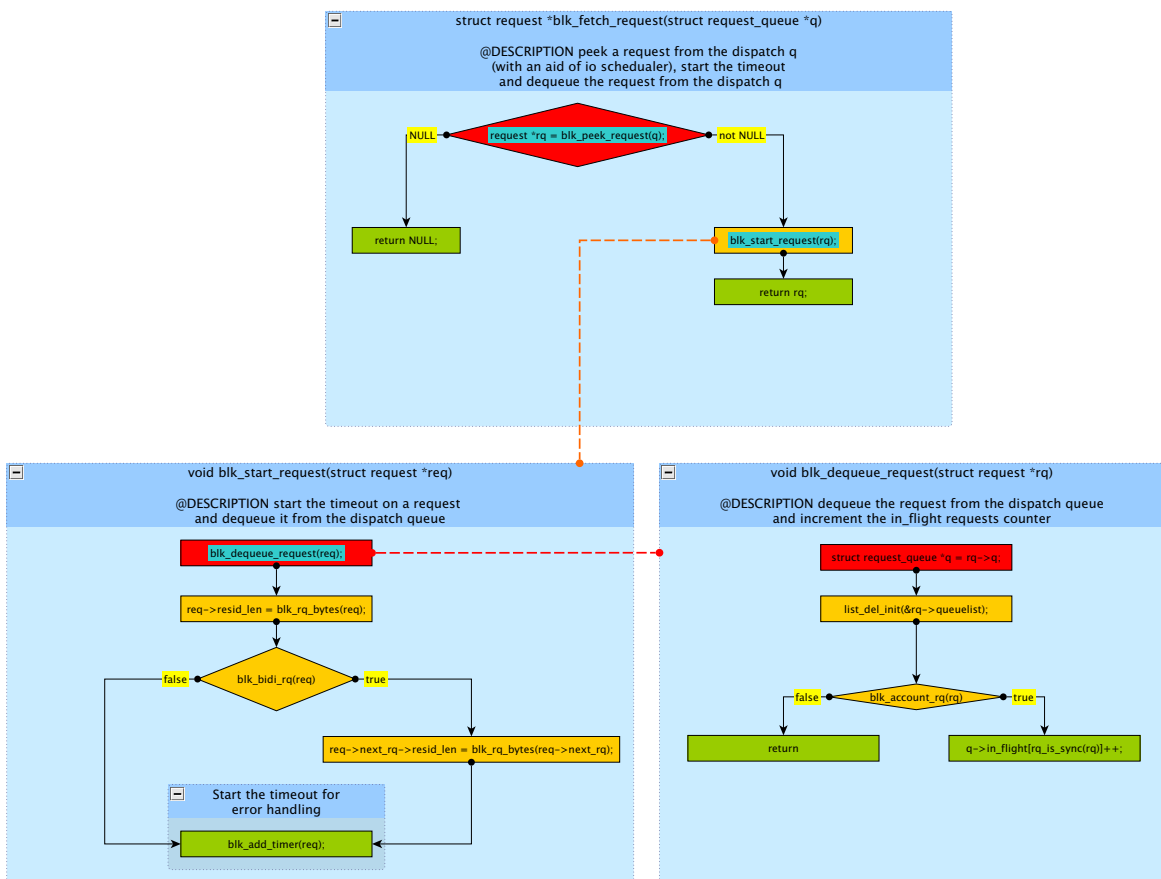 struct request *blk_fetch_request(struct request_queue *q)
@DESCRIPTION peek a request from the dispatch q
(with an aid of io schedualer), start the timeout
and dequeue the request from the dispatch q
NULL
request *rq = blk_peek_request(q);
not NULL
return NULL;
blk_start_request(rq);
return rq;
void blk_start_request(struct request *req)
@DESCRIPTION start the timeout on a request
and dequeue it from the dispatch queue
blk_dequeue_request(req);
req->resid_len = blk_rq_bytes(req);
false
blk_bidi_rq(req)
true
req->next_rq->resid_len = blk_rq_bytes(req->next_rq);
Start the timeout for
error handling
blk_add_timer(req);
void blk_dequeue_request(struct request *rq)
@DESCRIPTION dequeue the request from the dispatch queue
and increment the in_flight requests counter
struct request_queue *q = rq->q;
list_del_init(&rq->queuelist);
false
blk_account_rq(rq)
true
return
q->in_flight[rq_is_sync(rq)]++;